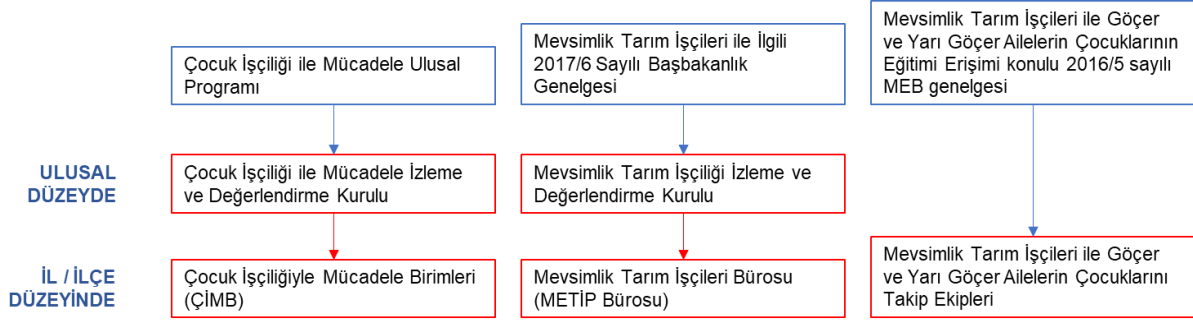 Çocuk İşçiliği ile Mücadele Ulusal
Programı
Mevsimlik Tarım İşçileri ile İlgili
2017/6 Sayılı Başbakanlık
Genelgesi
Mevsimlik Tarım İşçileri ile Göçer
ve Yarı Göçer Ailelerin Çocuklarının
Eğitimi Erişimi konulu 2016/5 sayılı
MEB genelgesi
ULUSAL
DÜZEYDE
Çocuk İşçiliği ile Mücadele İzleme
ve Değerlendirme Kurulu
Mevsimlik Tarım İşçiliği İzleme ve
Değerlendirme Kurulu
İL / İLÇE
DÜZEYİNDE
Çocuk İşçiliğiyle Mücadele Birimleri
(ÇİMB)
Mevsimlik Tarım İşçileri Bürosu
(METİP Bürosu)
Mevsimlik Tarım İşçileri ile Göçer
ve Yarı Göçer Ailelerin Çocuklarını
Takip Ekipleri